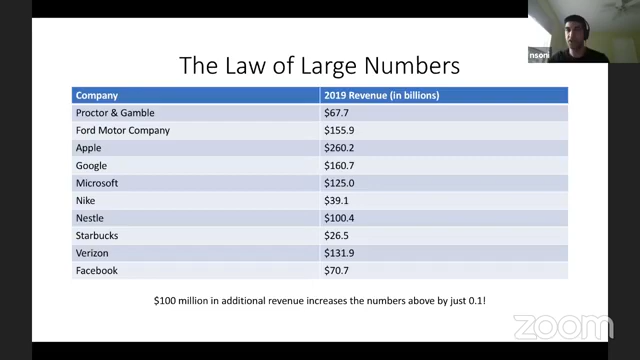 nsoni
The Law of Large Numbers
Company 2019 Revenue (in billions)
Proctor & Gamble $67.7
Ford Motor Company $155.9
Apple $260.2
Google $160.7
Microsoft $125.0
Nike $39.1
Nestle $100.4
Starbucks $26.5
Verizon $131.9
Facebook $70.7
$100 million in additional revenue increases the numbers above by just 0.1!
zoom